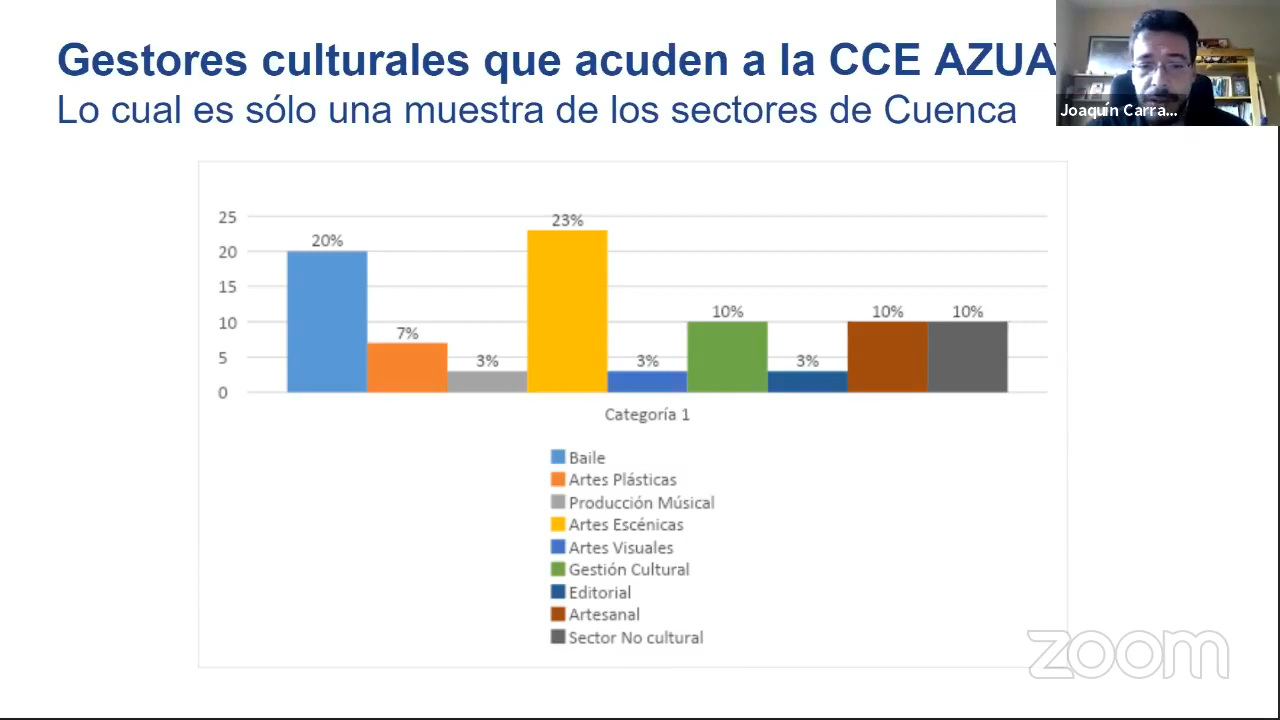 Gestores culturales que acuden a la CCE AZUAY
Lo cual es sólo una muestra de los sectores de Cuenca
Joaquín Carra...
25
20
15
10
5
0
20%
7%
3%
23%
3%
10%
3%
10%
10%
Categoría 1
Baile
Artes Plásticas
Producción Músical
Artes Escénicas
Artes Visuales
Gestión Cultural
Editorial
Artesanal
Sector No cultural
zoom